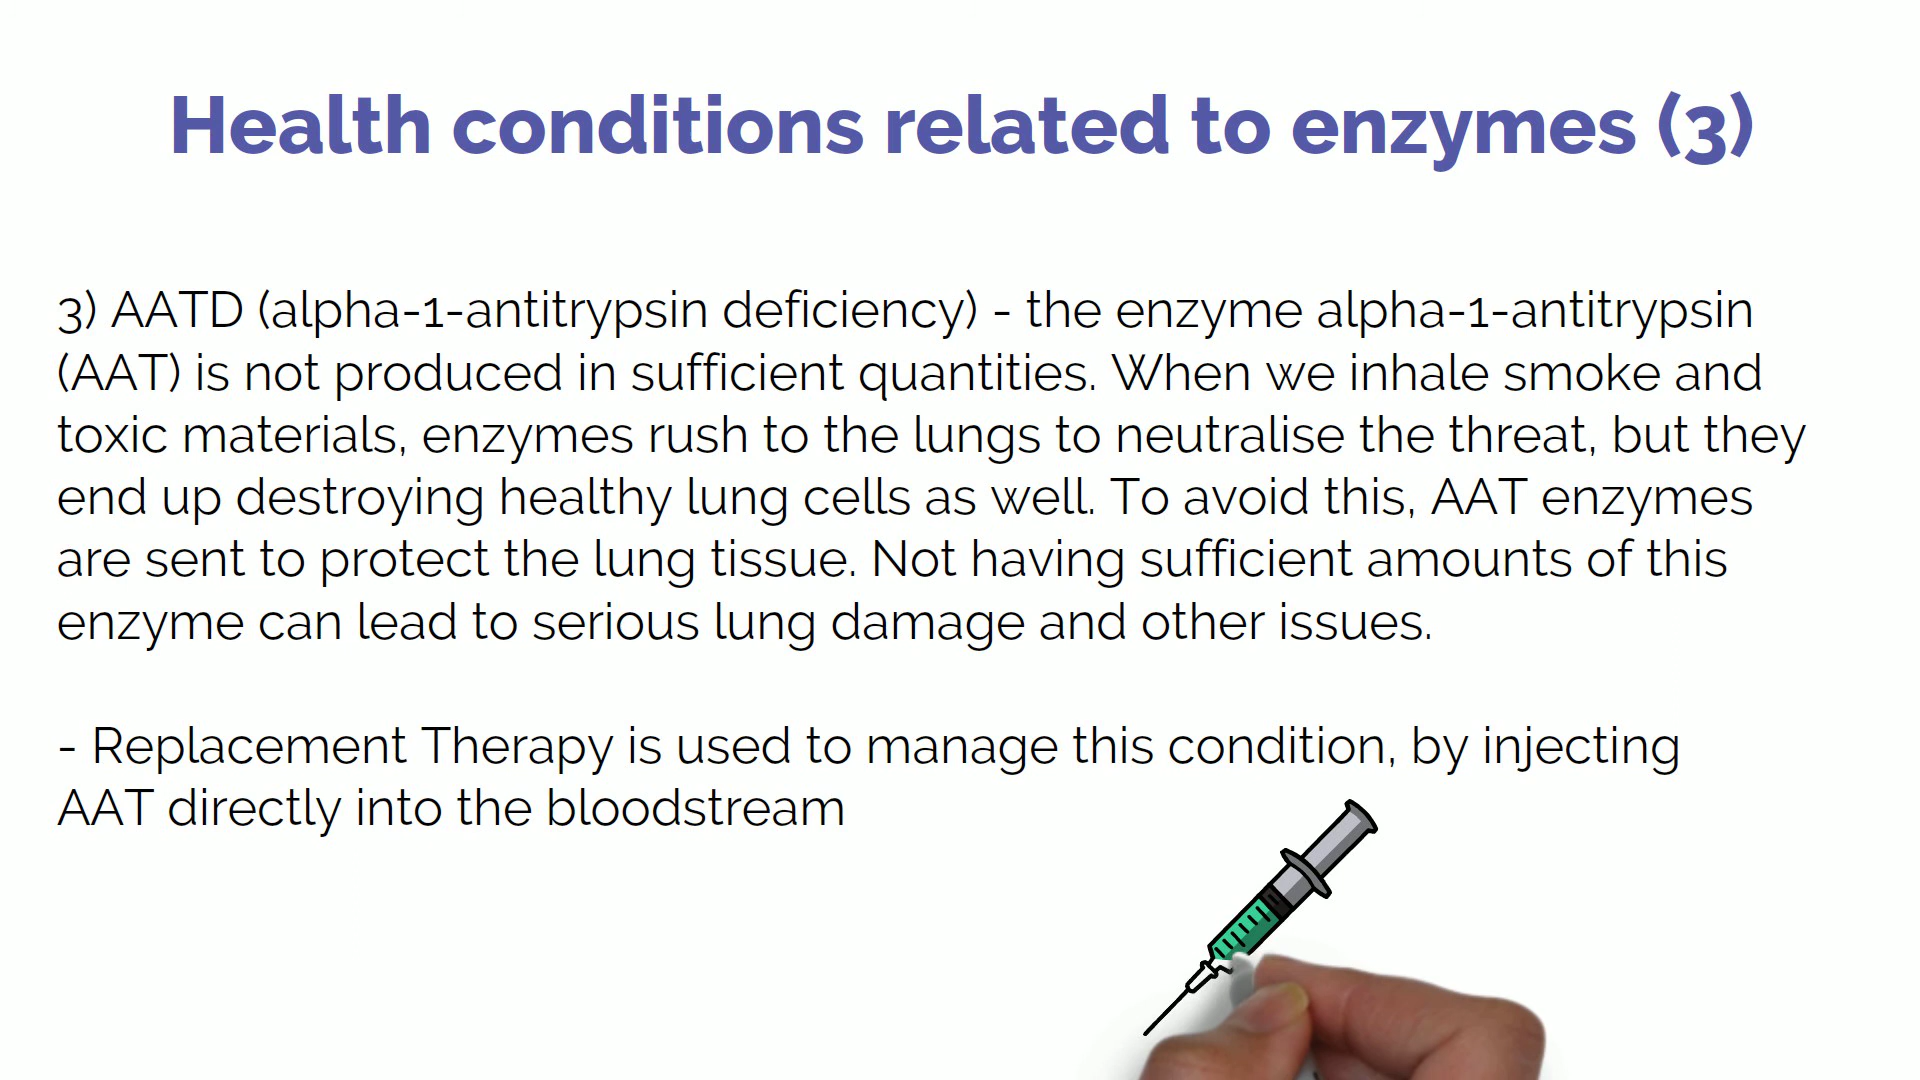 Health conditions related to enzymes (3)
3) AATD (alpha-1-antitrypsin deficiency) - the enzyme alpha-1-antitrypsin
(AAT) is not produced in sufficient quantities. When we inhale smoke and
toxic materials, enzymes rush to the lungs to neutralise the threat, but they
end up destroying healthy lung cells as well. To avoid this, AAT enzymes
are sent to protect the lung tissue. Not having sufficient amounts of this
enzyme can lead to serious lung damage and other issues.
- Replacement Therapy is used to manage this condition, by injecting
AAT directly into the bloodstream